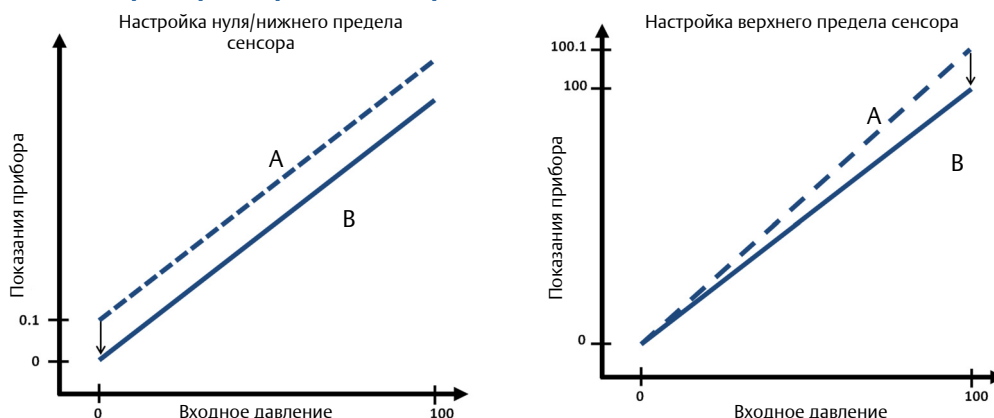 Настройка нуля/нижнего предела
сенсора
Показания прибора
A
B
0.1
0
0
Входное давление
100
Настройка верхнего предела сенсора
Показания прибора
100.1
100
A
B
0
0
Входное давление
100